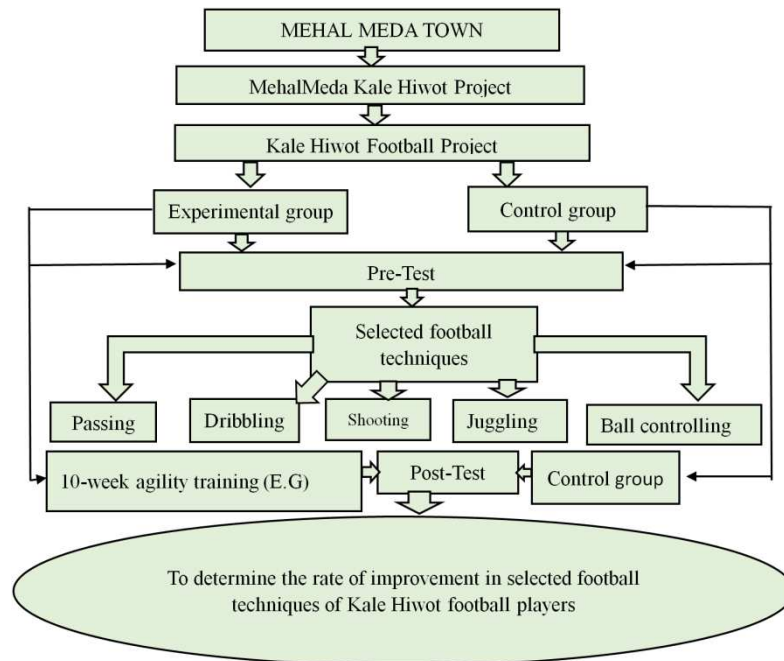 MEHAL MEDA TOWN
MehalMeda Kale Hiwot Project
Kale Hiwot Football Project
Experimental group
Control group
Pre-Test
Selected football
techniques
Passing
Dribbling
Shooting
Juggling
Ball controlling
10-week agility training (E.G)
Post-Test
Control group
To determine the rate of improvement in selected football
techniques of Kale Hiwot football players